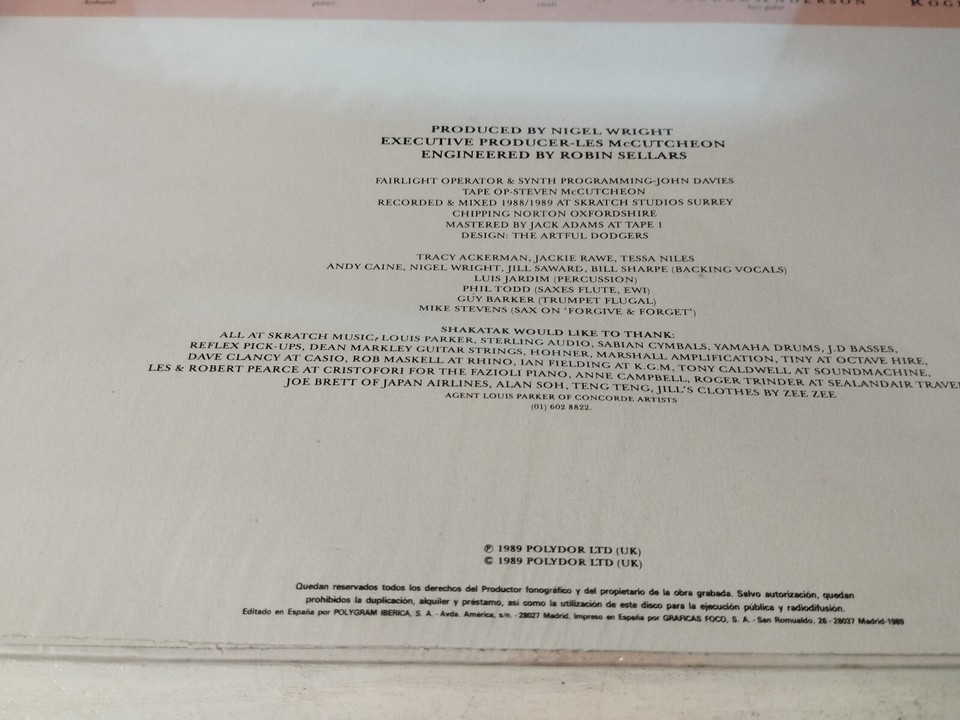 Keyboards
guitars
vocals
ANDERSON
bass guitar
ROG
PRODUCED BY NIGEL WRIGHT
EXECUTIVE PRODUCER-LES McCUTCHEON
ENGINEERED BY ROBIN SELLARS
FAIRLIGHT OPERATOR & SYNTH PROGRAMMING-JOHN DAVIES
TAPE OP-STEVEN McCUTCHEON
RECORDED & MIXED 1988/1989 AT SKRATCH STUDIOS SURREY
CHIPPING NORTON OXFORDSHIRE
MASTERED BY JACK ADAMS AT TAPE 1
DESIGN: THE ARTFUL DODGERS
TRACY ACKERMAN, JACKIE RAWE, TESSA NILES
ANDY CAINE, NIGEL WRIGHT, JILL SAWARD, BILL SHARPE (BACKING VOCALS)
LUIS JARDIM (PERCUSSION)
PHIL TODD (SAXES FLUTE, EWI)
GUY BARKER (TRUMPET FLUGAL)
MIKE STEVENS (SAX ON 'FORGIVE & FORGET')
SHAKATAK WOULD LIKE TO THANK:
ALL AT SKRATCH MUSIC, LOUIS PARKER, STERLING AUDIO, SABIAN CYMBALS, YAMAHA DRUMS, J.D BASSES,
REFLEX PICK-UPS, DEAN MARKLEY GUITAR STRINGS, HOHNER, MARSHALL AMPLIFICATION, TINY AT OCTAVE HIRE,
DAVE CLANCY AT CASIO, ROB MASKELL AT RHINO, IAN FIELDING AT K.G.M, TONY CALDWELL AT SOUNDMACHINE,
LES & ROBERT PEARCE AT CRISTOFORI FOR THE FAZIOLI PIANO, ANNE CAMPBELL, ROGER TRINDER AT SEALANDAIR TRAVEL
JOE BRETT OF JAPAN AIRLINES, ALAN SOH, TENG TENG, JILL'S CLOTHES BY ZEE ZEE
AGENT LOUIS PARKER OF CONCORDE ARTISTS
(01) 602 8822.
℗ 1989 POLYDOR LTD (UK)
© 1989 POLYDOR LTD (UK)
Quedan reservados todos los derechos del Productor fonográfico y del propietario de la obra grabada. Salvo autorización, quedan
prohibidos la duplicación, alquiler y préstamo, asi como la utilización de este disco para la ejecución pública y radiodifusión.
Editado en España por POLYGRAM IBERICA, S. A. - Avda. América, s/n. - 28027 Madrid. Impreso en España por GRAFICAS FOCO, S. A. - San Romualdo, 26 - 28037 Madrid-1989